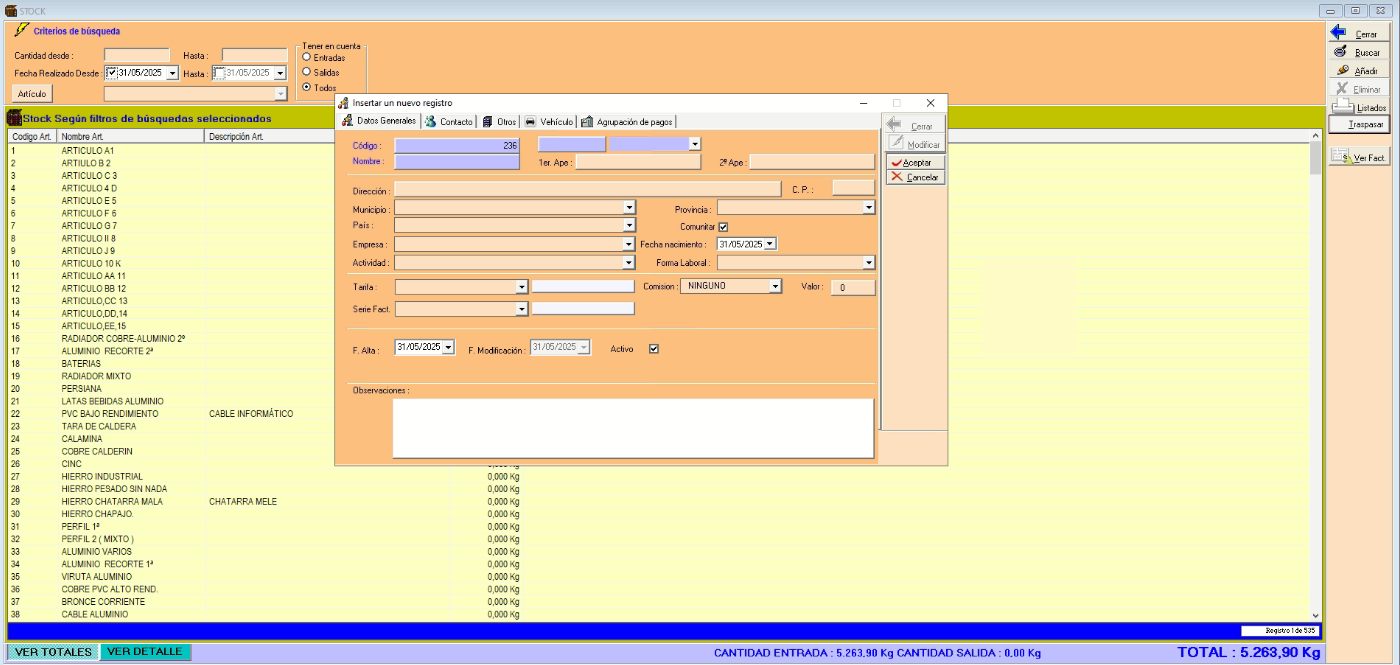 STOCK
Criterios de búsqueda
Cantidad desde :
Hasta :
Tener en cuenta
Entradas
Fecha Realizado Desde :
31/05/2025
Hasta :
31/05/2025
Salidas
Artículo
Todos
Cerrar
Buscar
Añadir
Eliminar
Listados
Traspasar
Ver Fact.
Stock Según filtros de búsquedas seleccionados
Codigo Art. Nombre Art. Descripción Art.
1 ARTICULO A1
2 ARTIULO B 2
3 ARTICULO C 3
4 ARTICULO 4 D
5 ARTICULO E 5
6 ARTICULO F 6
7 ARTICULO G 7
8 ARTICULO II 8
9 ARTICULO J 9
10 ARTICULO 10 K
11 ARTICULO AA 11
12 ARTICULO BB 12
13 ARTICULO,CC 13
14 ARTICULO,DD,14
15 ARTICULO,EE,15
16 RADIADOR COBRE-ALUMINIO 2º
17 ALUMINIO RECORTE 2ª
18 BATERIAS
19 RADIADOR MIXTO
20 PERSIANA
21 LATAS BEBIDAS ALUMINIO
22 PVC BAJO RENDIMIENTO CABLE INFORMÁTICO
23 TARA DE CALDERA
24 CALAMINA
25 COBRE CALDERIN
26 CINC 0,000 Kg
27 HIERRO INDUSTRIAL 0,000 Kg
28 HIERRO PESADO SIN NADA 0,000 Kg
29 HIERRO CHATARRA MALA CHATARRA MELE 0,000 Kg
30 HIERRO CHAPAJO. 0,000 Kg
31 PERFIL 1ª 0,000 Kg
32 PERFIL 2 ( MIXTO ) 0,000 Kg
33 ALUMINIO VARIOS 0,000 Kg
34 ALUMINIO RECORTE 1ª 0,000 Kg
35 VIRUTA ALUMINIO 0,000 Kg
36 COBRE PVC ALTO REND. 0,000 Kg
37 BRONCE CORRIENTE 0,000 Kg
38 CABLE ALUMINIO 0,000 Kg
Registro 1 de 535
VER TOTALES VER DETALLE CANTIDAD ENTRADA : 5.263,90 Kg CANTIDAD SALIDA : 0,00 Kg TOTAL : 5.263,90 Kg
Insertar un nuevo registro
Datos Generales Contacto Otros Vehículo Agrupación de pagos
Código : 236
Nombre : 1er. Ape : 2º Ape :
Dirección : C. P. :
Municipio : Provincia :
País : Comunitar
Empresa : Fecha nacimiento : 31/05/2025
Actividad : Forma Laboral :
Tarifa : Comision : NINGUNO Valor : 0
Serie Fact.
F. Alta : 31/05/2025 F. Modificación : 31/05/2025 Activo
Observaciones :
Cerrar
Modificar
Aceptar
Cancelar